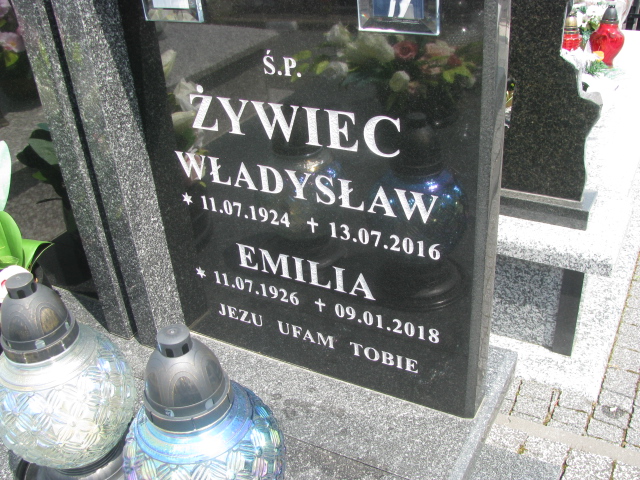 Ś.P.
ŻYWIEC
WŁADYSŁAW
* 11.07.1924 + 13.07.2016
EMILIA
* 11.07.1926 + 09.01.2018
JEZU UFAM TOBIE